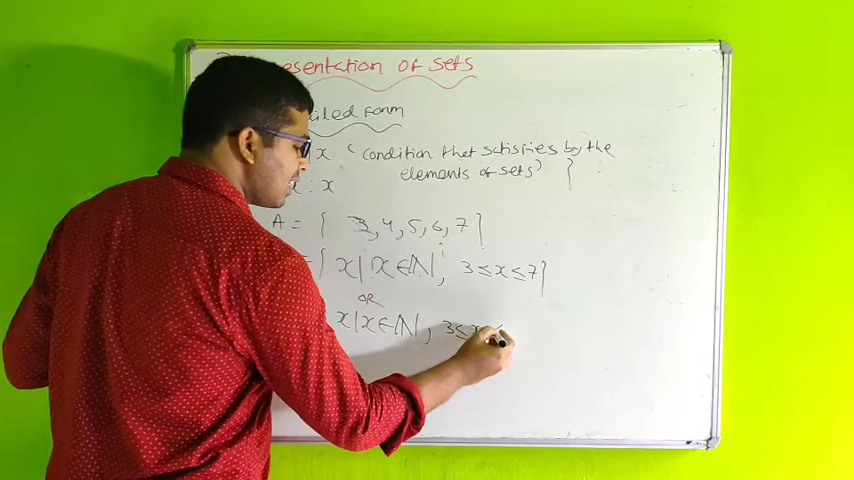 esentation of Sets
iled Form
| x (condition that satisfies by the
elements of sets) }
: x
A = { 3, 4, 5, 6, 7 }
= { x | x ∈ ℕ, 3 ≤ x ≤ 7 }
OR
x | x ∈ ℕ, 3 ≤ x